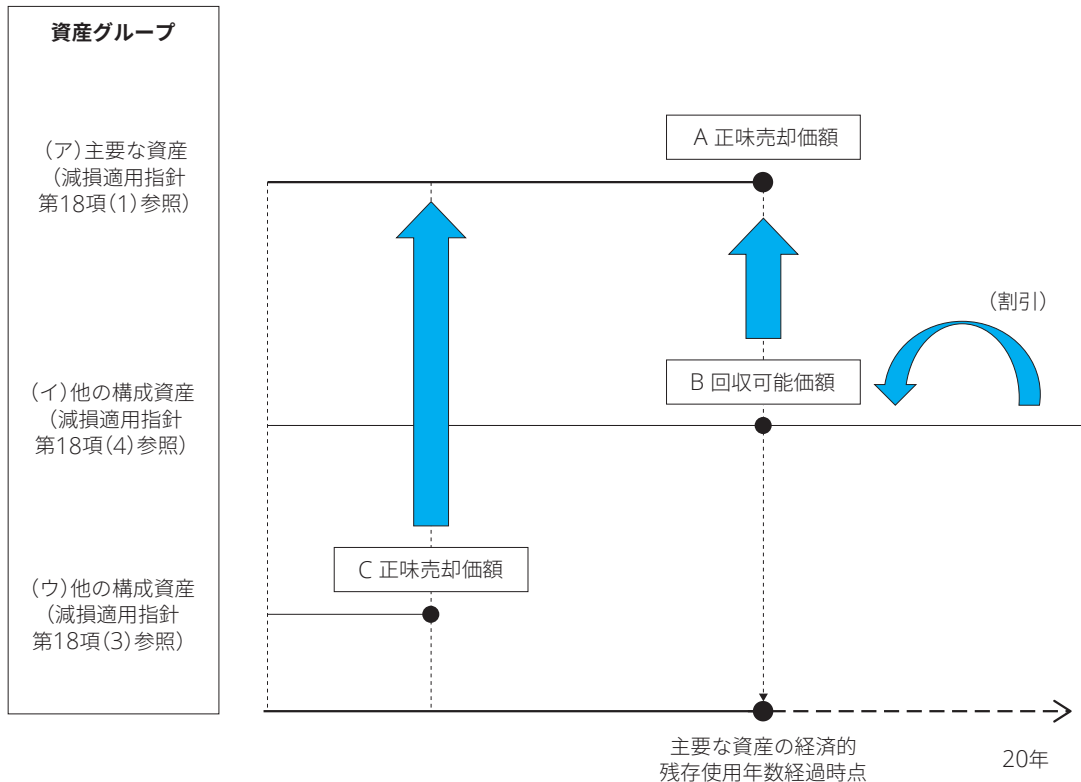 資産グループ
(ア)主要な資産
(減損適用指針
第18項(1)参照)
A 正味売却価額
(割引)
B 回収可能価額
(イ)他の構成資産
(減損適用指針
第18項(4)参照)
C 正味売却価額
(ウ)他の構成資産
(減損適用指針
第18項(3)参照)
主要な資産の経済的
残存使用年数経過時点
20年